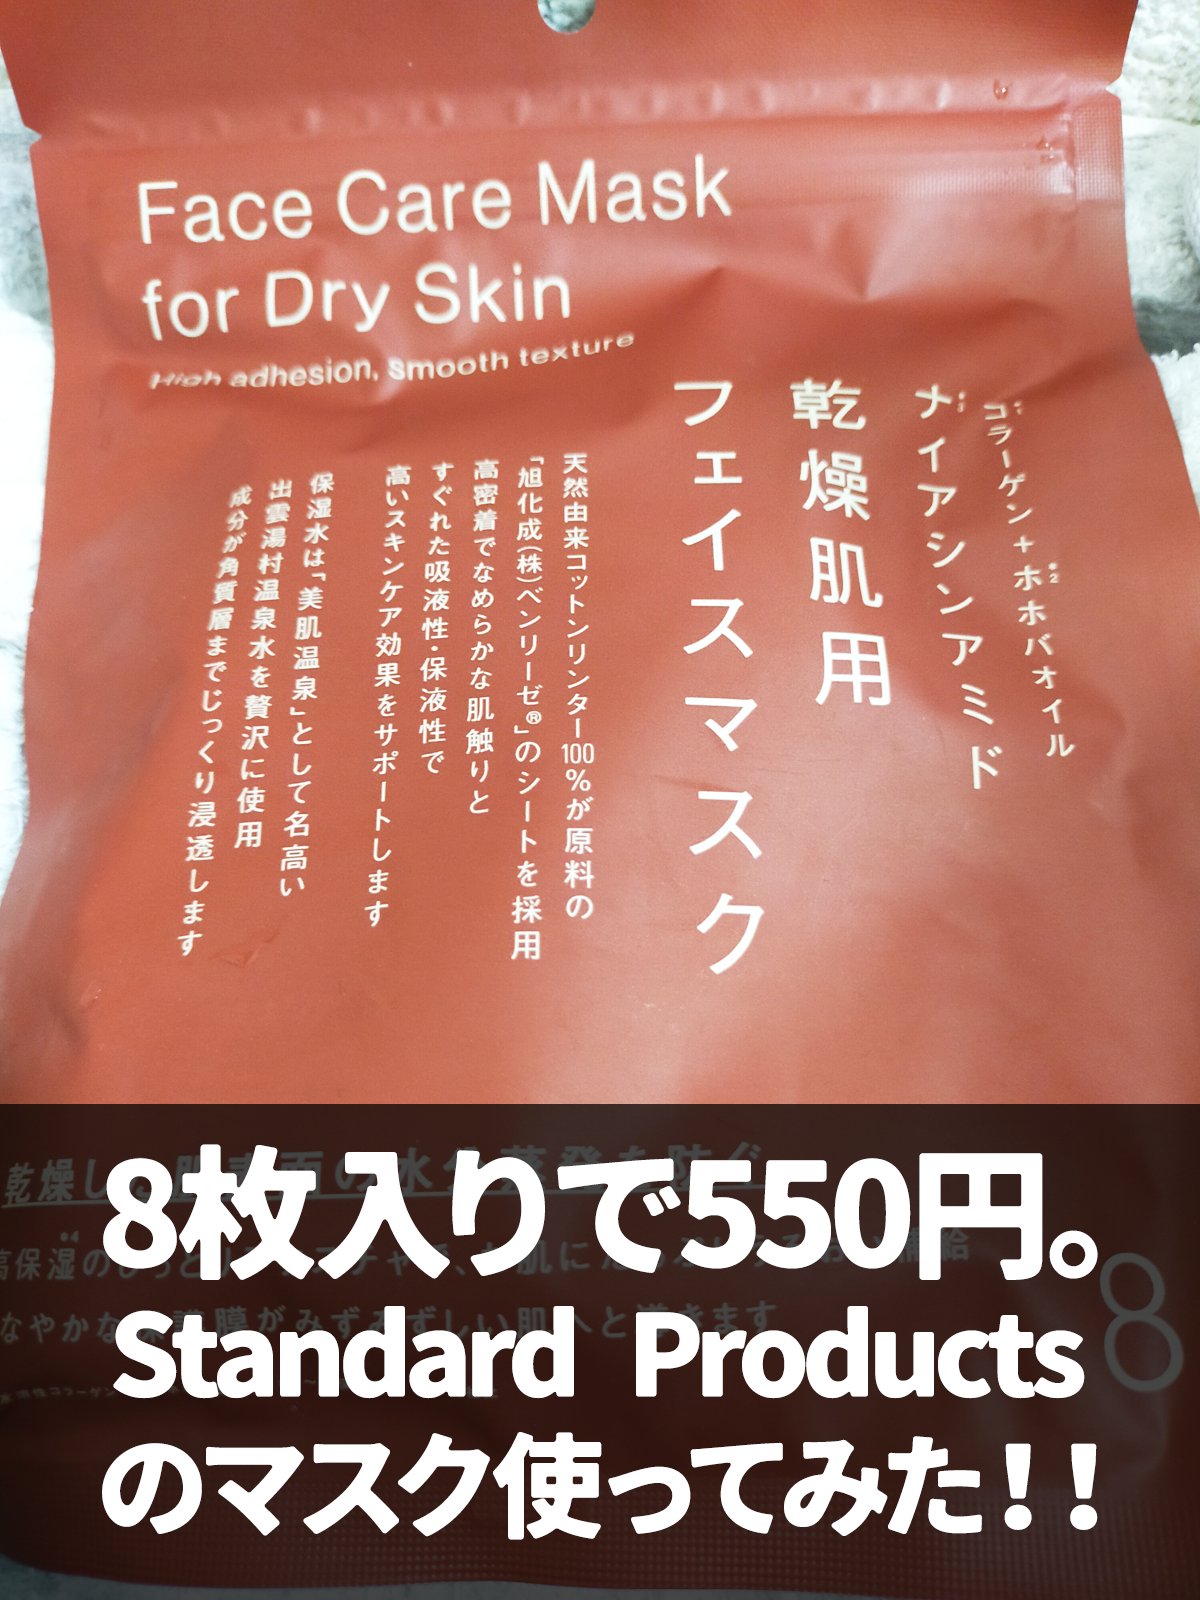 Face Care Mask
for Dry Skin
High adhesion, smooth texture
コラーゲン＋ホホバオイル
ナイアシンアミド
乾燥肌用
フェイスマスク
天然由来コットンリンター100%が原料の
「旭化成(株)ベンリーゼ®」のシートを採用
高密着でなめらかな肌触りと
すぐれた吸液性・保液性で
高いスキンケア効果をサポートします
保湿水は「美肌温泉」として名高い
出雲湯村温泉水を贅沢に使用
成分が角質層までじっくり浸透します
8
8枚入りで550円。
Standard Products
のマスク使ってみた！！